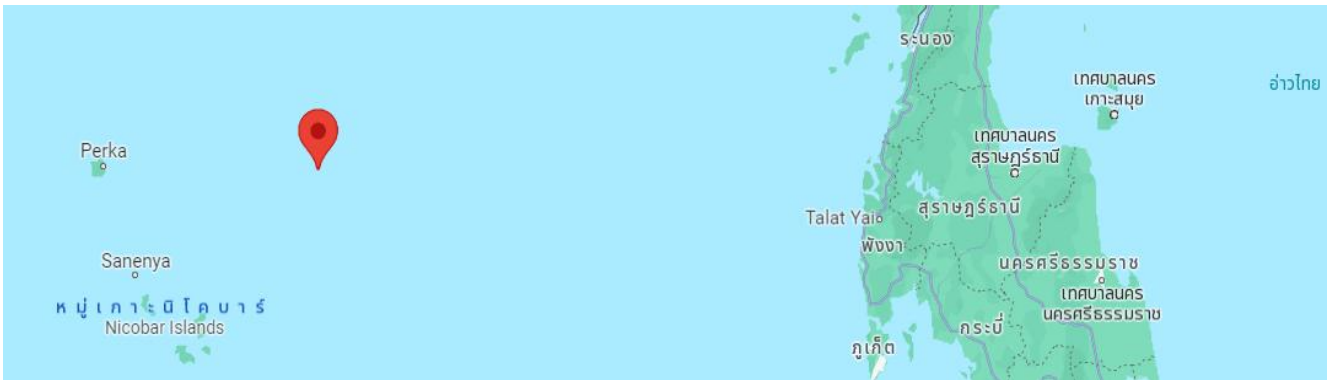 ระนอง
เทศบาลนคร
เกาะสมุย
อ่าวไทย
เทศบาลนคร
สุราษฎร์ธานี
Perka
สุราษฎร์ธานี
Talat Yai
พังงา
Sanenya
นครศรีธรรมราช
เทศบาลนคร
นครศรีธรรมราช
หมู่เกาะนิโคบาร์
Nicobar Islands
กระบี่
ภูเก็ต